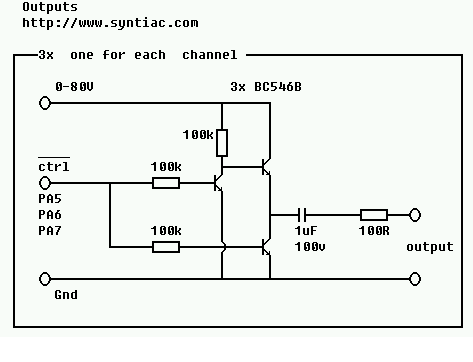 Outputs
http://www.syntiac.com
3x one for each channel
0-80V
3x BC546B
100k
ctrl
100k
PA5
PA6
PA7
100k
1uF
100v
100R
output
Gnd